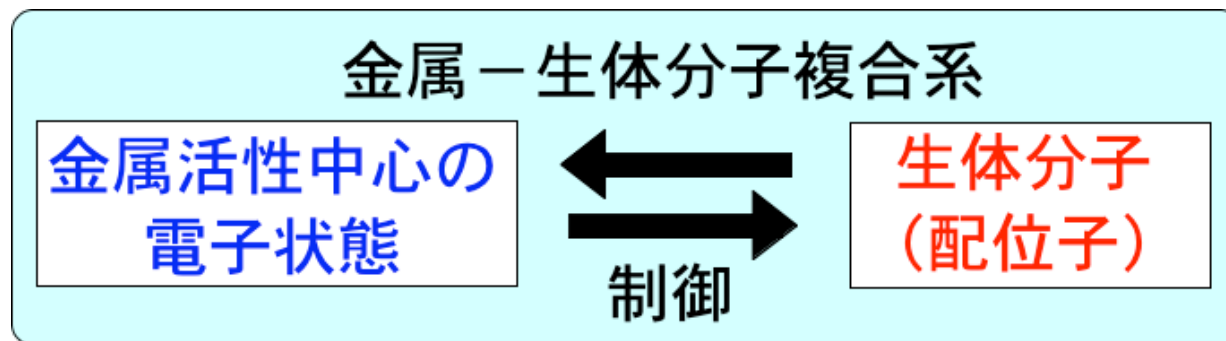 金属－生体分子複合系
金属活性中心の
電子状態
生体分子
（配位子）
制御